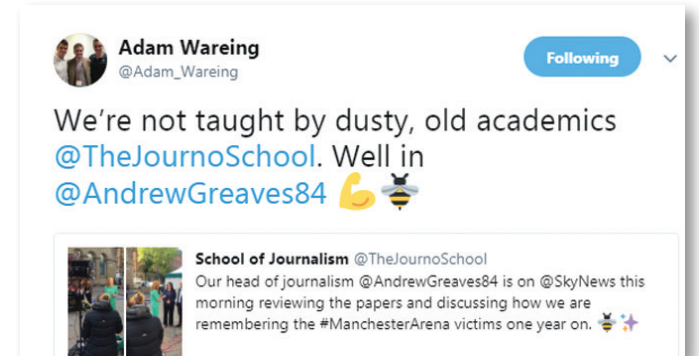 Adam Wareing
@Adam_Wareing
Following
We’re not taught by dusty, old academics
@TheJournoSchool. Well in
@AndrewGreaves84 💪🐝
School of Journalism @TheJournoSchool
Our head of journalism @AndrewGreaves84 is on @SkyNews this
morning reviewing the papers and discussing how we are
remembering the #ManchesterArena victims one year on. 🐝✨